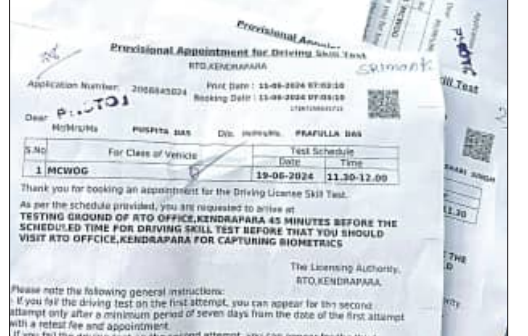 Provisional Appointment for Driving Skill Test
RTO,KENDRAPARA
Application Number: 2066845024
Print Date : 11-06-2024 07:03:10
Booking Date : 11-06-2024 07:03:10
Dear
Mr/Mrs/Ms PUSPITA DAS D/o. PRAFULLA DAS
S.No For Class of Vehicle Test Schedule
Date Time
1 MCWOG 19-06-2024 11.30-12.00
Thank you for booking an appointment for the Driving License Skill Test.
As per the schedule provided, you are requested to arrive at
TESTING GROUND OF RTO OFFICE,KENDRAPARA 45 MINUTES BEFORE THE
SCHEDULED TIME FOR DRIVING SKILL TEST BEFORE THAT YOU SHOULD
VISIT RTO OFFCICE,KENDRAPARA FOR CAPTURING BIOMETRICS
The Licensing Authority,
RTO,KENDRAPARA.
Please note the following general instructions:
- If you fail the driving test on the first attempt, you can appear for the second
attempt only after a minimum period of seven days from the date of the first attempt
with a retest fee and appointment.
Provisional
Skill Test
SINGH
11.30
THE